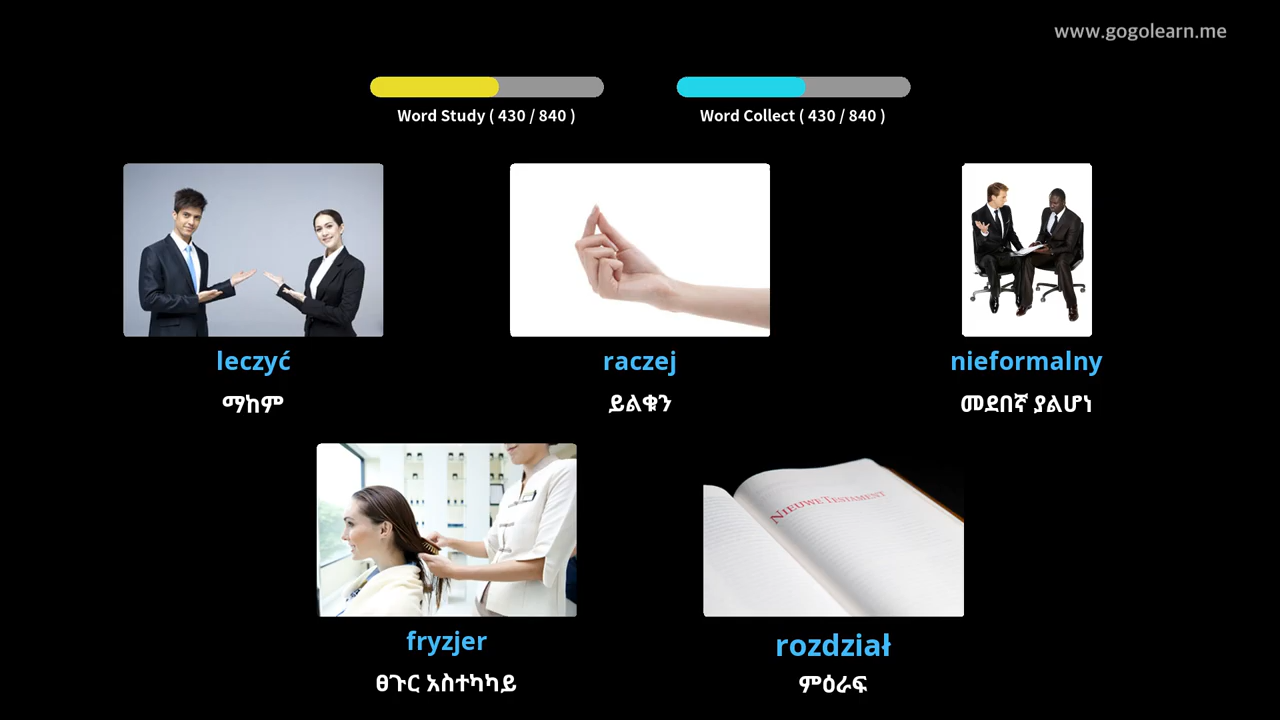 www.gogolearn.me
Word Study ( 430 / 840 )
Word Collect ( 430 / 840 )
leczyć
raczej
nieformalny
ማከም
ይልቁን
መደበኛ ያልሆነ
NIEUWE TESTAMENT
fryzjer
rozdział
ፀጉር አስተካካይ
ምዕራፍ